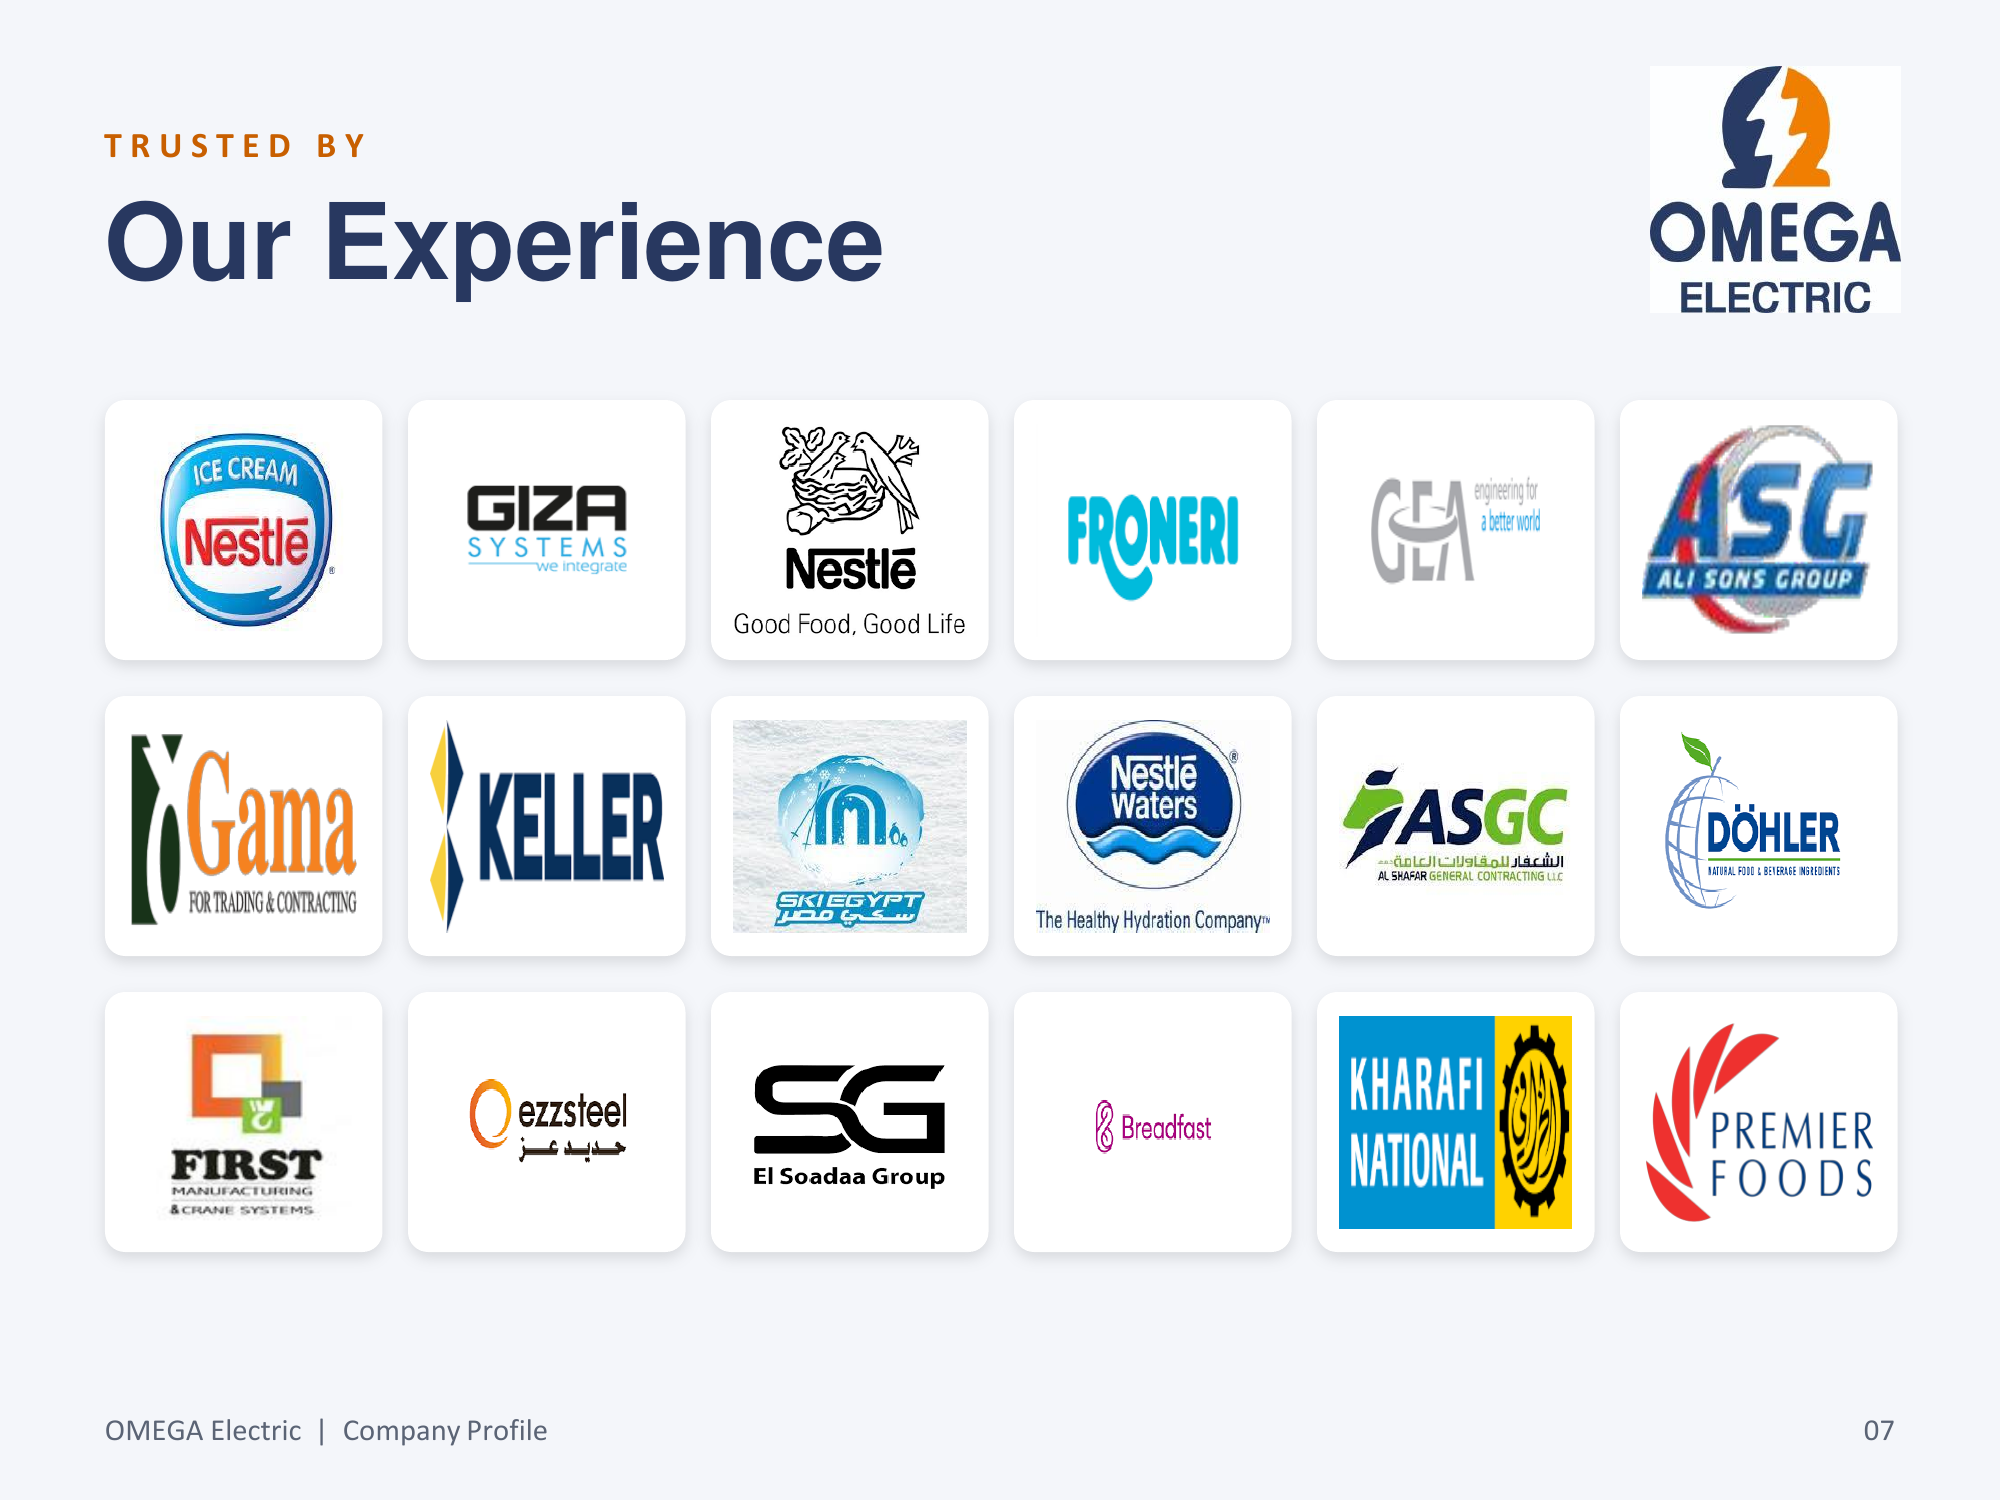 TRUSTED BY
Our Experience
OMEGA
ELECTRIC
ICE CREAM
Nestlé
®
GIZA
SYSTEMS
we integrate
Nestlé
Good Food, Good Life
FRONERI
GEA
engineering for
a better world
ASG
ALI SONS GROUP
Gama
FOR TRADING & CONTRACTING
KELLER
SKI EGYPT
سكي مصر
Nestlé
Waters
®
The Healthy Hydration Company™
ASGC
الشعفار للمقاولات العامة
AL SHAFAR GENERAL CONTRACTING LLC
DÖHLER
NATURAL FOOD & BEVERAGE INGREDIENTS
FIRST
MANUFACTURING
& CRANE SYSTEMS
ezzsteel
حديد عز
SG
El Soadaa Group
Breadfast
KHARAFI
NATIONAL
PREMIER
FOODS
OMEGA Electric | Company Profile
07